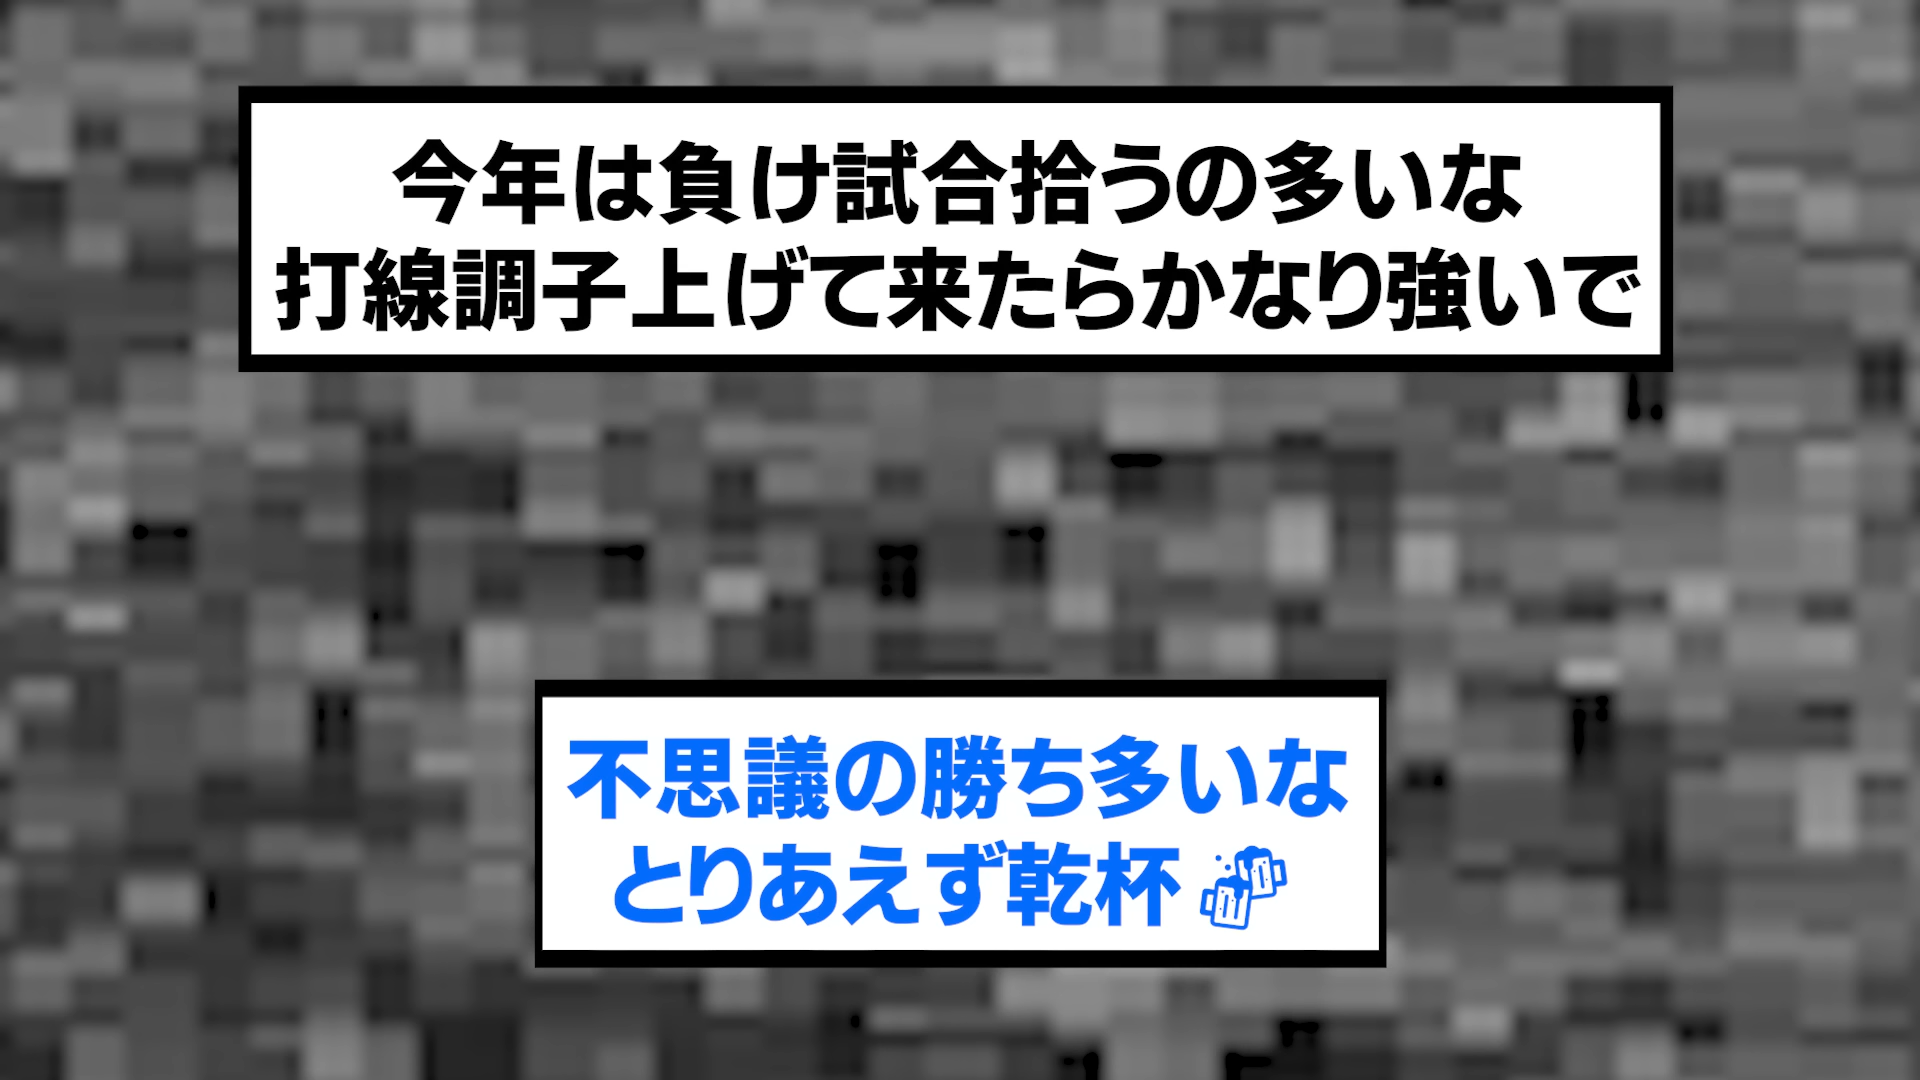 今年は負け試合拾うの多いな
打線調子上げて来たらかなり強いで
不思議の勝ち多いな
とりあえず乾杯🍻